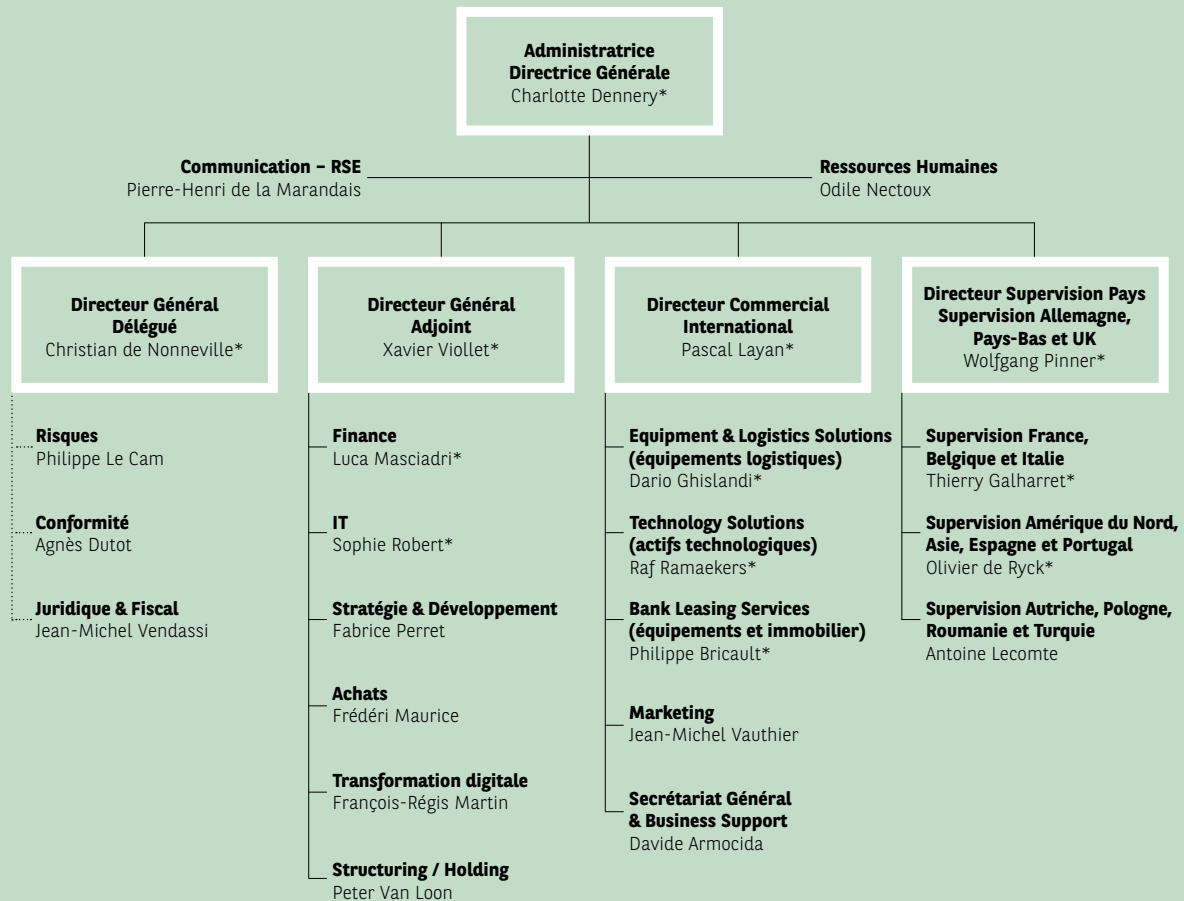 Administratrice
Directrice Générale
Charlotte Dennery*
Communication – RSE
Pierre-Henri de la Marandais
Ressources Humaines
Odile Nectoux
Directeur Général
Délégué
Christian de Nonneville*
Directeur Général
Adjoint
Xavier Viollet*
Directeur Commercial
International
Pascal Layan*
Directeur Supervision Pays
Supervision Allemagne,
Pays-Bas et UK
Wolfgang Pinner*
Risques
Philippe Le Cam
Conformité
Agnès Dutot
Juridique & Fiscal
Jean-Michel Vendassi
Finance
Luca Masciadri*
IT
Sophie Robert*
Stratégie & Développement
Fabrice Perret
Achats
Frédéri Maurice
Transformation digitale
François-Régis Martin
Structuring / Holding
Peter Van Loon
Equipment & Logistics Solutions
(équipements logistiques)
Dario Ghislandi*
Technology Solutions
(actifs technologiques)
Raf Ramaekers*
Bank Leasing Services
(équipements et immobilier)
Philippe Bricault*
Marketing
Jean-Michel Vauthier
Secrétariat Général
& Business Support
Davide Armocida
Supervision France,
Belgique et Italie
Thierry Galharret*
Supervision Amérique du Nord,
Asie, Espagne et Portugal
Olivier de Ryck*
Supervision Autriche, Pologne,
Roumanie et Turquie
Antoine Lecomte